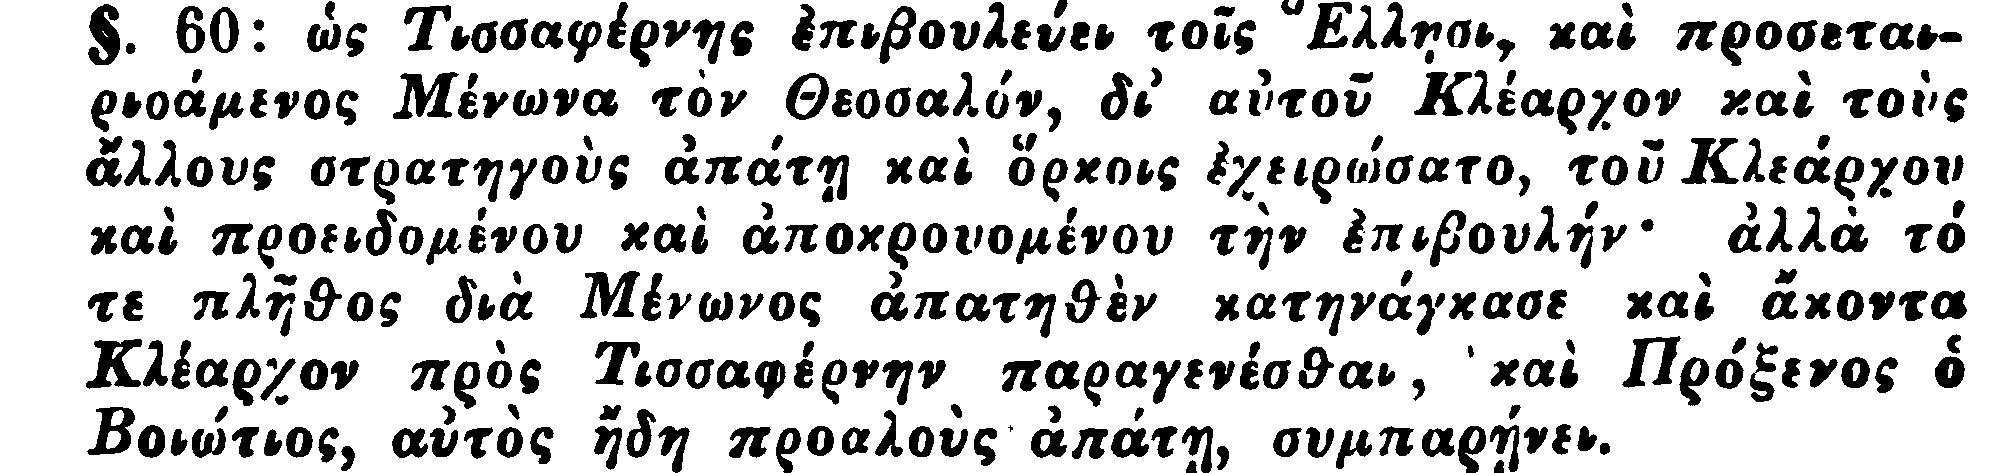 §. 60: ὡς Τισσαφέρνης ἐπιβουλεύει τοῖς Ἕλλησι, καὶ προσεται-
ρισάμενος Μένωνα τὸν Θεσσαλόν, δι' αὐτοῦ Κλέαρχον καὶ τοὺς
ἄλλους στρατηγοὺς ἀπάτῃ καὶ ὅρκοις ἐχειρώσατο, τοῦ Κλεάρχου
καὶ προειδομένου καὶ ἀποκρουομένου τὴν ἐπιβουλήν· ἀλλὰ τό
τε πλῆθος διὰ Μένωνος ἀπατηθὲν κατηνάγκασε καὶ ἄκοντα
Κλέαρχον πρὸς Τισσαφέρνην παραγενέσθαι, καὶ Πρόξενος ὁ
Βοιώτιος, αὐτὸς ἤδη προαλοὺς ἀπάτῃ, συμπαρῄνει.